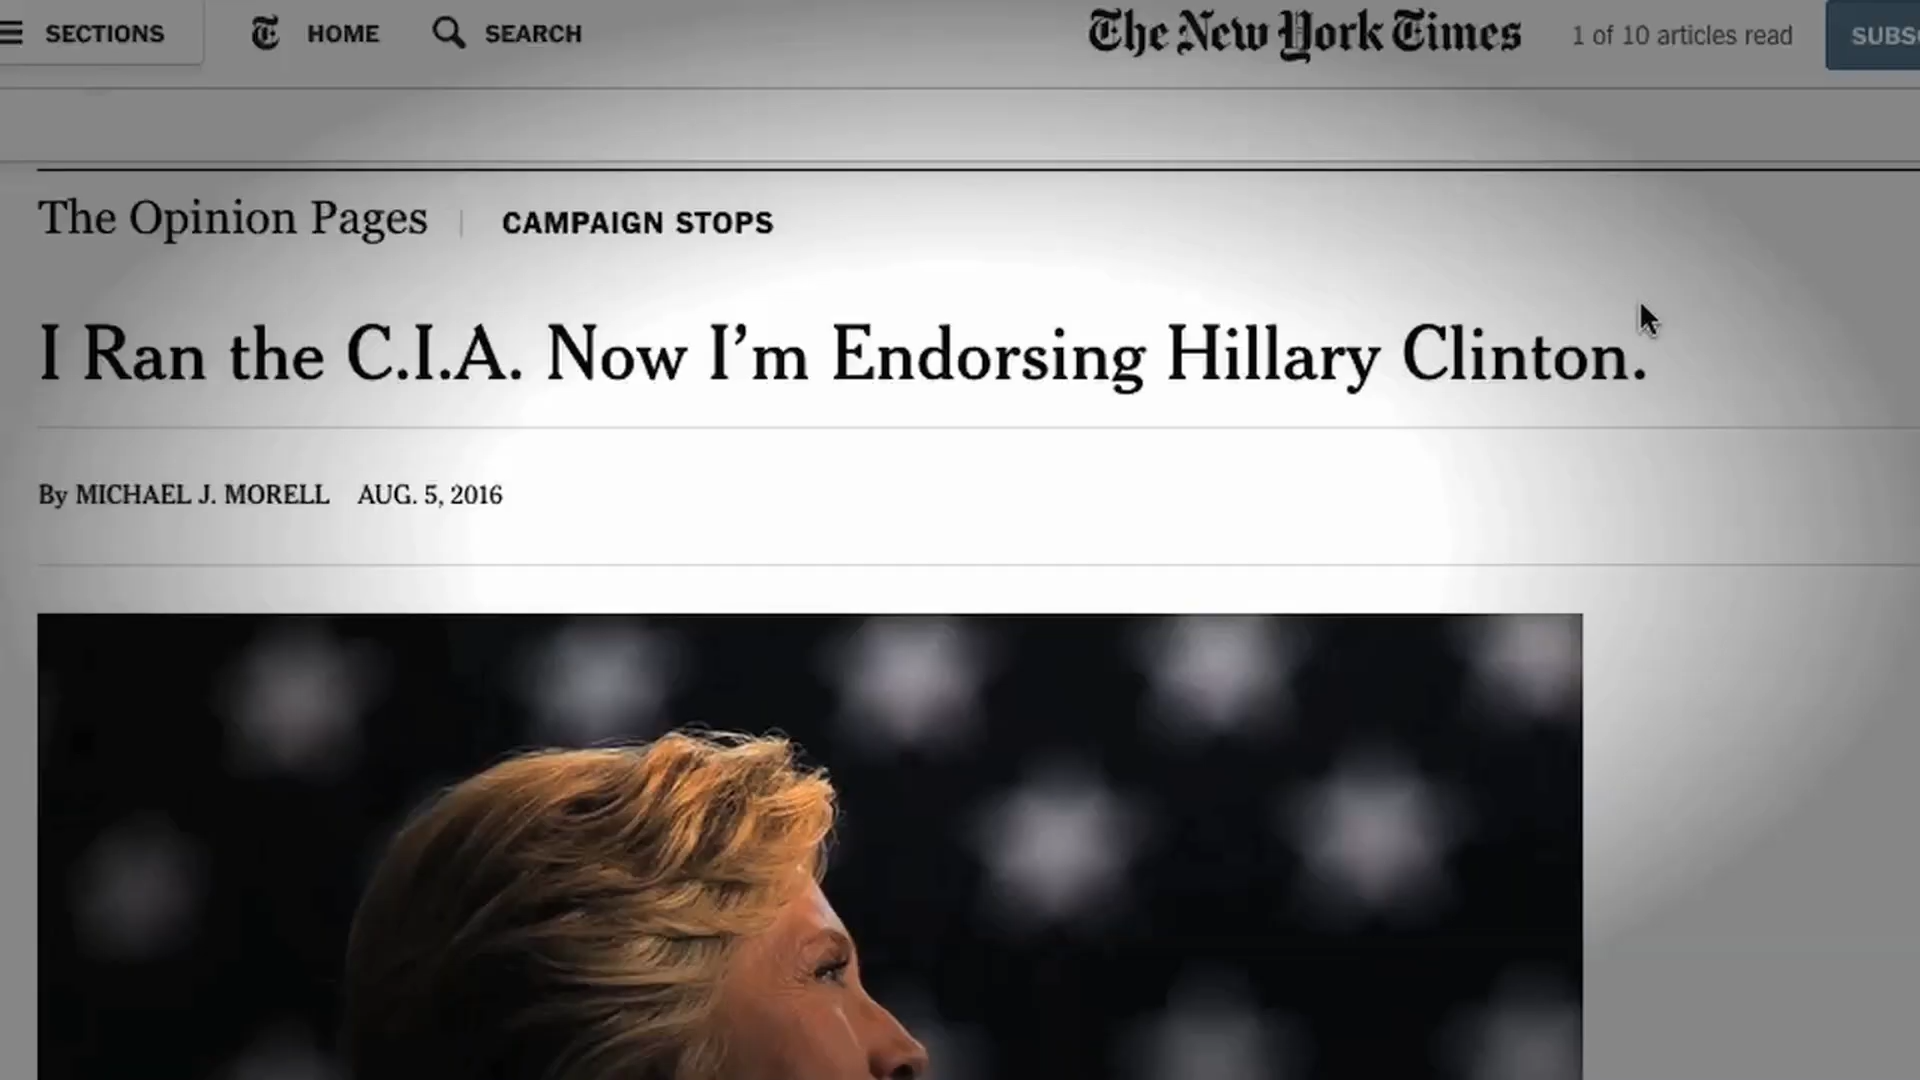 SECTIONS HOME SEARCH The New York Times 1 of 10 articles read
The Opinion Pages | CAMPAIGN STOPS
I Ran the C.I.A. Now I’m Endorsing Hillary Clinton.
By MICHAEL J. MORELL AUG. 5, 2016